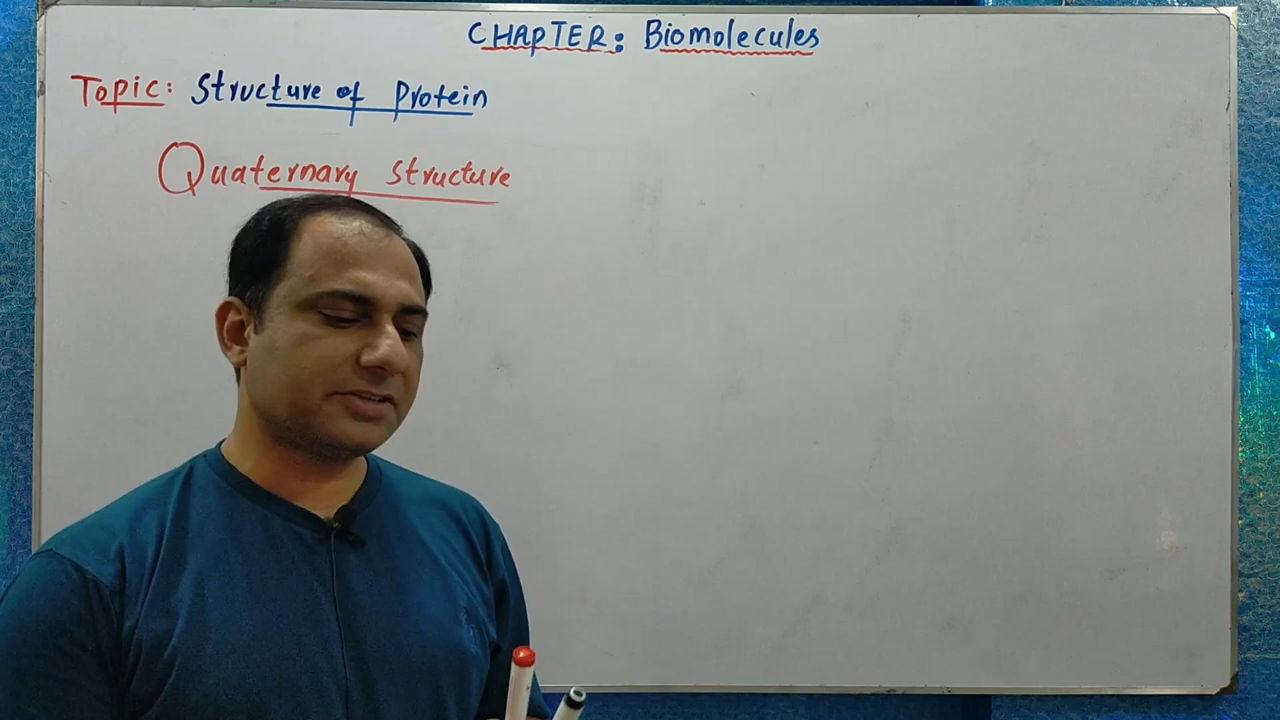 CHAPTER: Biomolecules
Topic: Structure of Protein
Quaternary structure